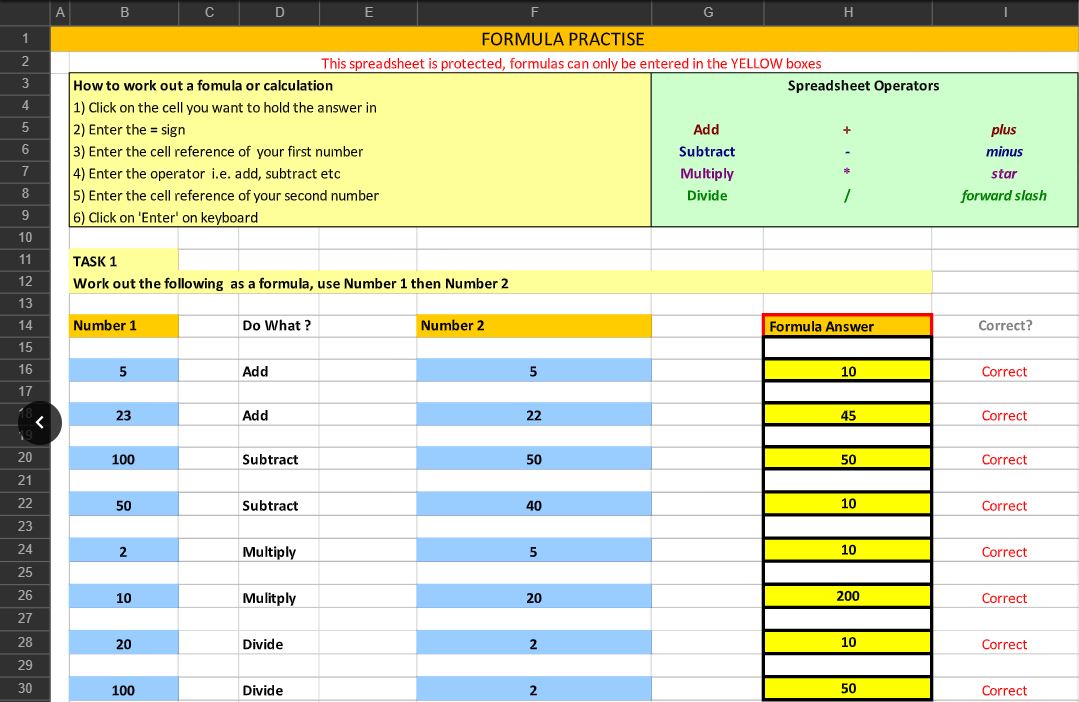 A B C D E F G H I
1 FORMULA PRACTISE
2 This spreadsheet is protected, formulas can only be entered in the YELLOW boxes
3 How to work out a fomula or calculation Spreadsheet Operators
4 1) Click on the cell you want to hold the answer in
5 2) Enter the = sign Add + plus
6 3) Enter the cell reference of your first number Subtract - minus
7 4) Enter the operator i.e. add, subtract etc Multiply * star
8 5) Enter the cell reference of your second number Divide / forward slash
9 6) Click on 'Enter' on keyboard
10
11 TASK 1
12 Work out the following as a formula, use Number 1 then Number 2
13
14 Number 1 Do What ? Number 2 Formula Answer Correct?
15
16 5 Add 5 10 Correct
17
18 23 Add 22 45 Correct
19
20 100 Subtract 50 50 Correct
21
22 50 Subtract 40 10 Correct
23
24 2 Multiply 5 10 Correct
25
26 10 Mulitply 20 200 Correct
27
28 20 Divide 2 10 Correct
29
30 100 Divide 2 50 Correct